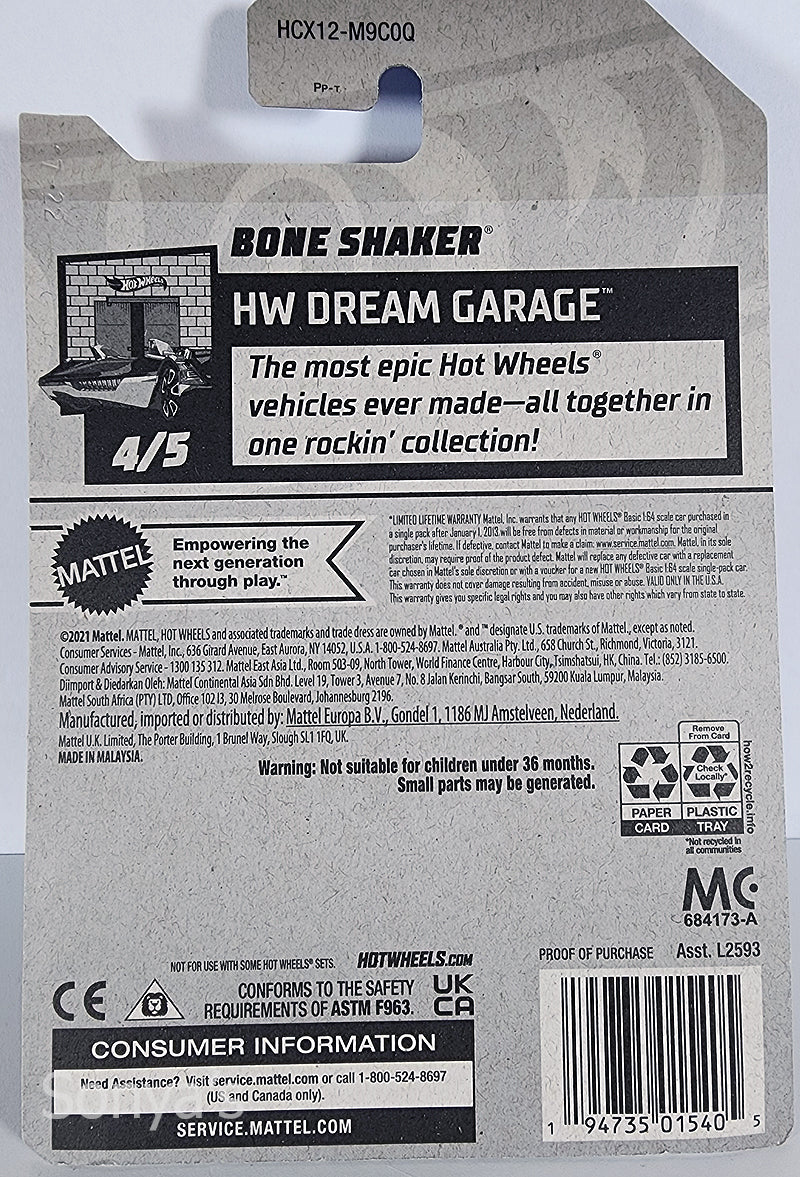 HCX12-M9C0Q
PP-T
BONE SHAKER®
HOT WHEELS
HW DREAM GARAGE™
The most epic Hot Wheels®
vehicles ever made—all together in
one rockin' collection!
4/5
MATTEL
Empowering the
next generation
through play.™
*LIMITED LIFETIME WARRANTY Mattel, Inc. warrants that any HOT WHEELS® Basic 1:64 scale car purchased in
a single pack after January 1, 2013 will be free from defects in material or workmanship for the original
purchaser's lifetime. If defective, contact Mattel to make a claim: www.service.mattel.com. Mattel, in its sole
discretion, may require proof of the product defect. Mattel will replace any defective car with a replacement
car chosen in Mattel's sole discretion or with a voucher for a new HOT WHEELS® Basic 1:64 scale single-pack car.
This warranty does not cover damage resulting from accident, misuse or abuse. VALID ONLY IN THE U.S.A.
This warranty gives you specific legal rights and you may also have other rights which vary from state to state.
©2021 Mattel. MATTEL, HOT WHEELS and associated trademarks and trade dress are owned by Mattel. ® and ™ designate U.S. trademarks of Mattel, except as noted.
Consumer Services - Mattel, Inc., 636 Girard Avenue, East Aurora, NY 14052, U.S.A. 1-800-524-8697. Mattel Australia Pty. Ltd., 658 Church St., Richmond, Victoria, 3121.
Consumer Advisory Service - 1300 135 312. Mattel East Asia Ltd., Room 503-09, North Tower, World Finance Centre, Harbour City, Tsimshatsui, HK, China. Tel.: (852) 3185-6500.
Diimport & Diedarkan Oleh: Mattel Continental Asia Sdn Bhd. Level 19, Tower 3, Avenue 7, No. 8 Jalan Kerinchi, Bangsar South, 59200 Kuala Lumpur, Malaysia.
Mattel South Africa (PTY) LTD, Office 102 I3, 30 Melrose Boulevard, Johannesburg 2196.
Manufactured, imported or distributed by: Mattel Europa B.V., Gondel 1, 1186 MJ Amstelveen, Nederland.
Mattel U.K. Limited, The Porter Building, 1 Brunel Way, Slough SL1 1FQ, UK.
MADE IN MALAYSIA.
Warning: Not suitable for children under 36 months.
Small parts may be generated.
Remove
From Card
Check
Locally*
PAPER
CARD
PLASTIC
TRAY
how2recycle.info
*Not recycled in
all communities
MC
684173-A
NOT FOR USE WITH SOME HOT WHEELS® SETS.
HOTWHEELS.COM
PROOF OF PURCHASE
Asst. L2593
CE
CONFORMS TO THE SAFETY
REQUIREMENTS OF ASTM F963.
UK
CA
CONSUMER INFORMATION
Need Assistance? Visit service.mattel.com or call 1-800-524-8697
(US and Canada only).
SERVICE.MATTEL.COM
1 94735 01540 5